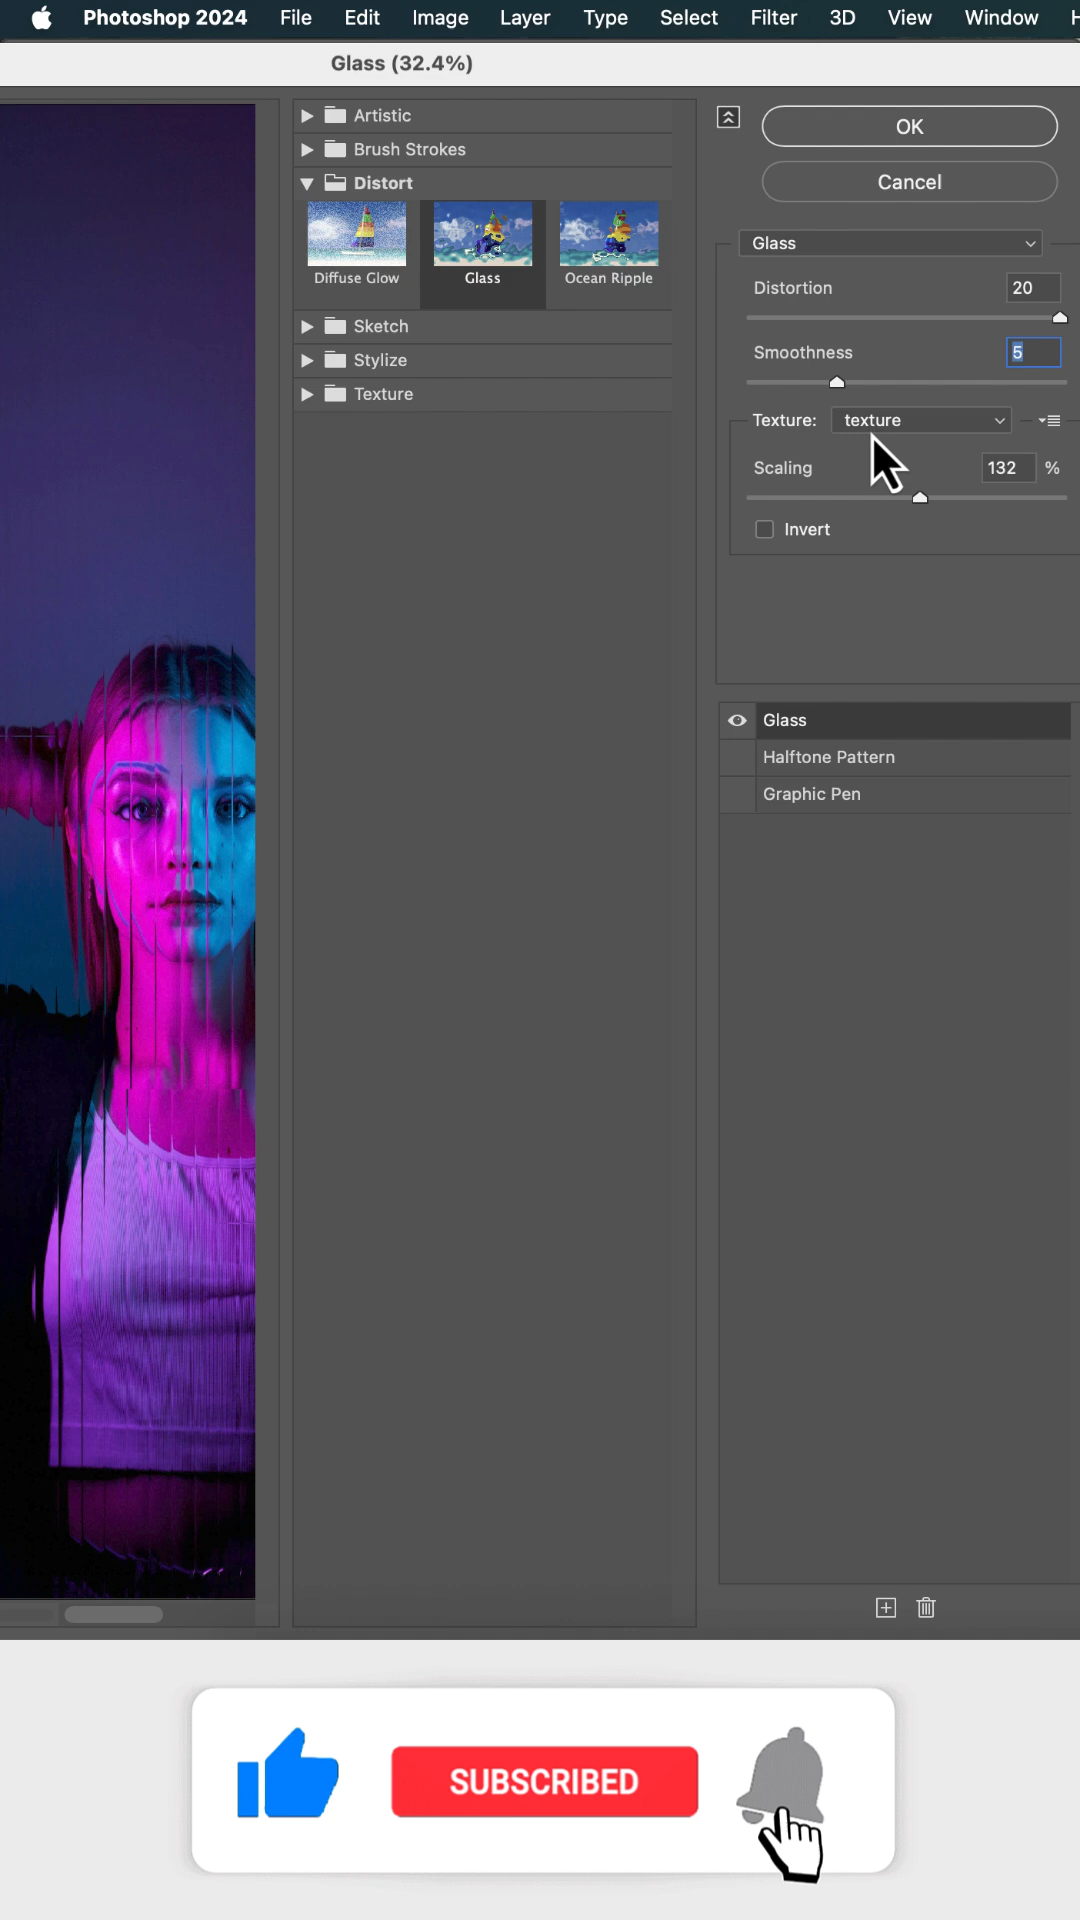 Photoshop 2024 File Edit Image Layer Type Select Filter 3D View Window
Glass (32.4%)
Artistic
Brush Strokes
Distort
Diffuse Glow
Glass
Ocean Ripple
Sketch
Stylize
Texture
OK
Cancel
Glass
Distortion 20
Smoothness 5
Texture: texture
Scaling 132 %
Invert
Glass
Halftone Pattern
Graphic Pen
SUBSCRIBED